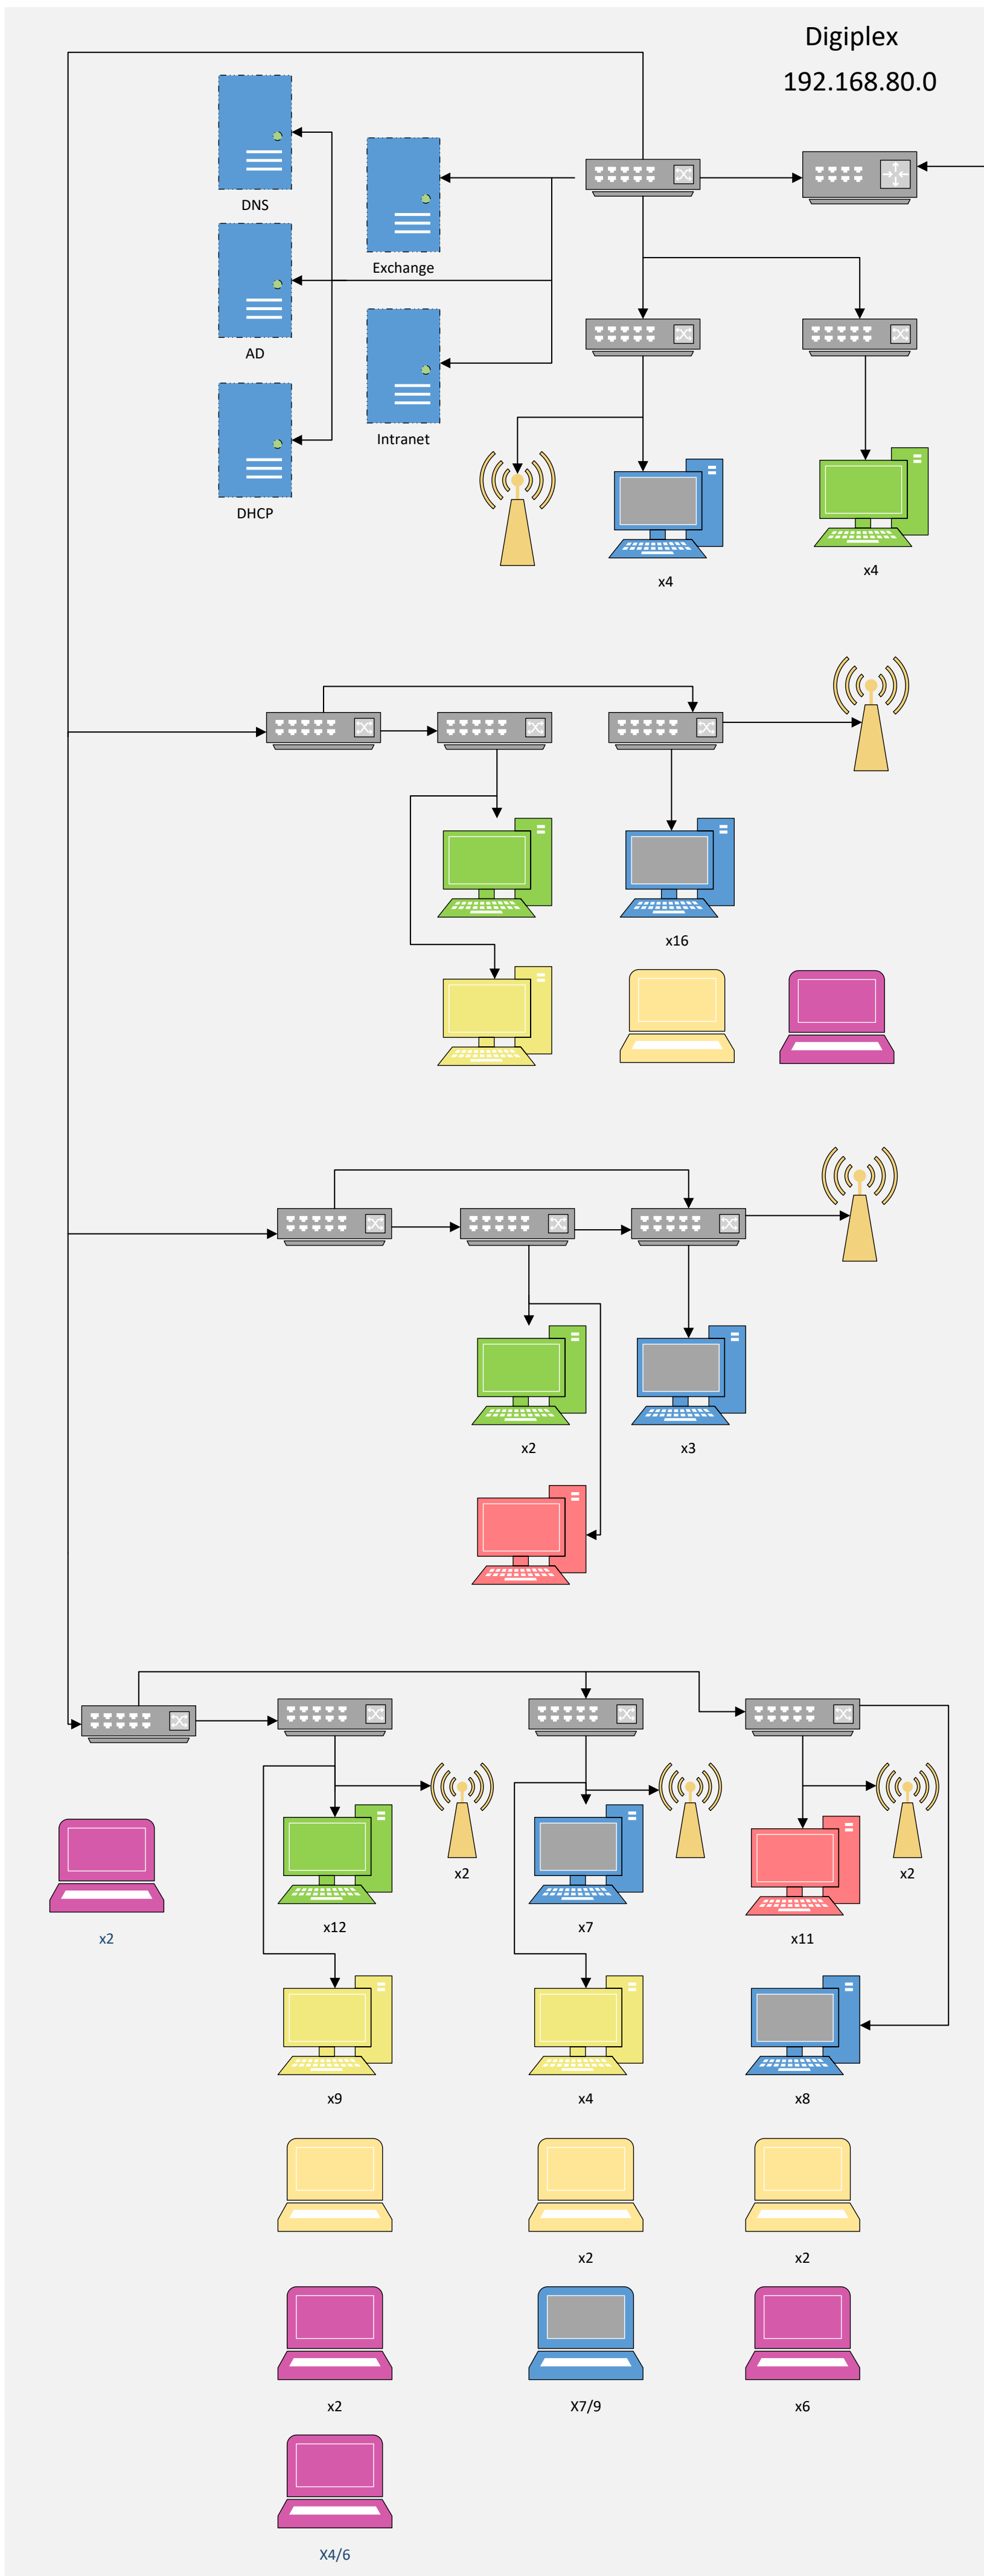 Digiplex
192.168.80.0
DNS
Exchange
AD
Intranet
DHCP
x4
x4
x16
x2
x3
x2
x2
x12
x7
x11
x2
x9
x4
x8
x2
x2
x2
X7/9
x6
X4/6